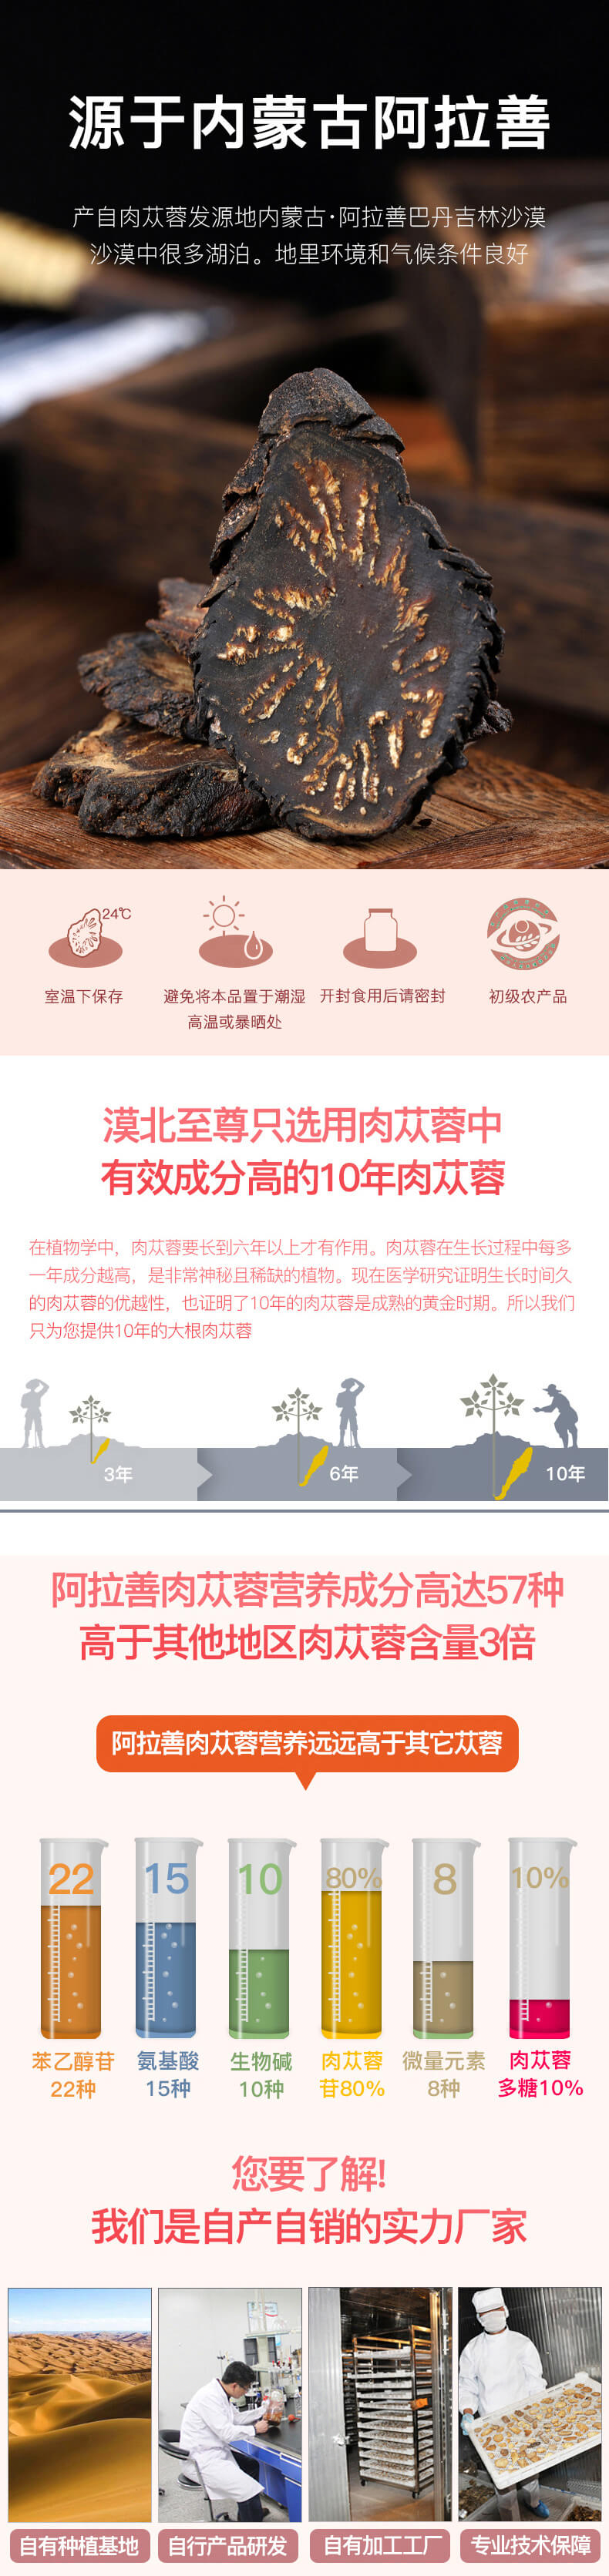 源于内蒙古阿拉善
产自肉苁蓉发源地内蒙古·阿拉善巴丹吉林沙漠
沙漠中很多湖泊。地里环境和气候条件良好
24℃
室温下保存
避免将本品置于潮湿
高温或暴晒处
开封食用后请密封
初级农产品
漠北至尊只选用肉苁蓉中
有效成分高的10年肉苁蓉
在植物学中，肉苁蓉要长到六年以上才有作用。肉苁蓉在生长过程中每多
一年成分越高，是非常神秘且稀缺的植物。现在医学研究证明生长时间久
的肉苁蓉的优越性，也证明了10年的肉苁蓉是成熟的黄金时期。所以我们
只为您提供10年的大根肉苁蓉
3年
6年
10年
阿拉善肉苁蓉营养成分高达57种
高于其他地区肉苁蓉含量3倍
阿拉善肉苁蓉营养远远高于其它苁蓉
22
15
10
80%
8
10%
苯乙醇苷
22种
氨基酸
15种
生物碱
10种
肉苁蓉
苷80%
微量元素
8种
肉苁蓉
多糖10%
您要了解!
我们是自产自销的实力厂家
自有种植基地
自行产品研发
自有加工工厂
专业技术保障